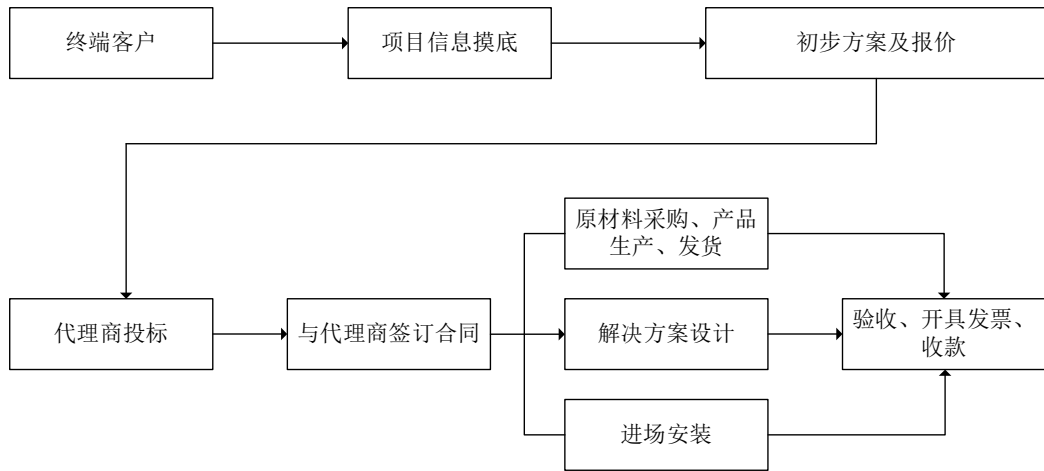 终端客户
项目信息摸底
初步方案及报价
代理商投标
与代理商签订合同
原材料采购、产品
生产、发货
解决方案设计
进场安装
验收、开具发票、
收款